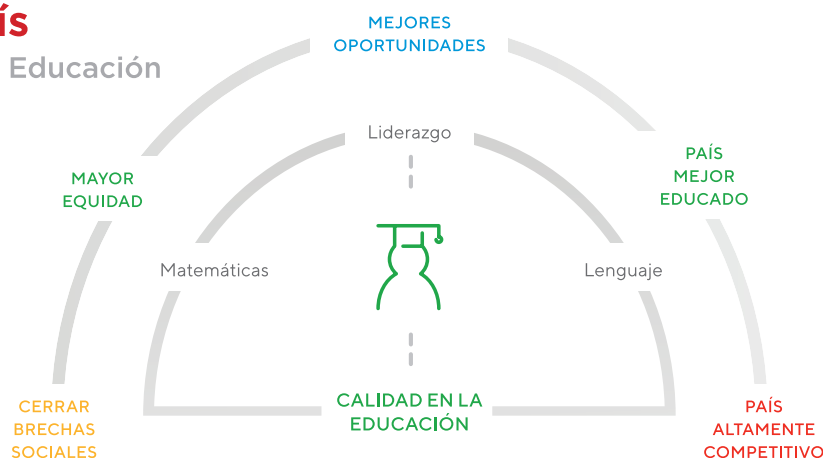 ís
Educación
MEJORES
OPORTUNIDADES
Liderazgo
MAYOR
EQUIDAD
PAÍS
MEJOR
EDUCADO
Matemáticas
Lenguaje
CERRAR
BRECHAS
SOCIALES
CALIDAD EN LA
EDUCACIÓN
PAÍS
ALTAMENTE
COMPETITIVO